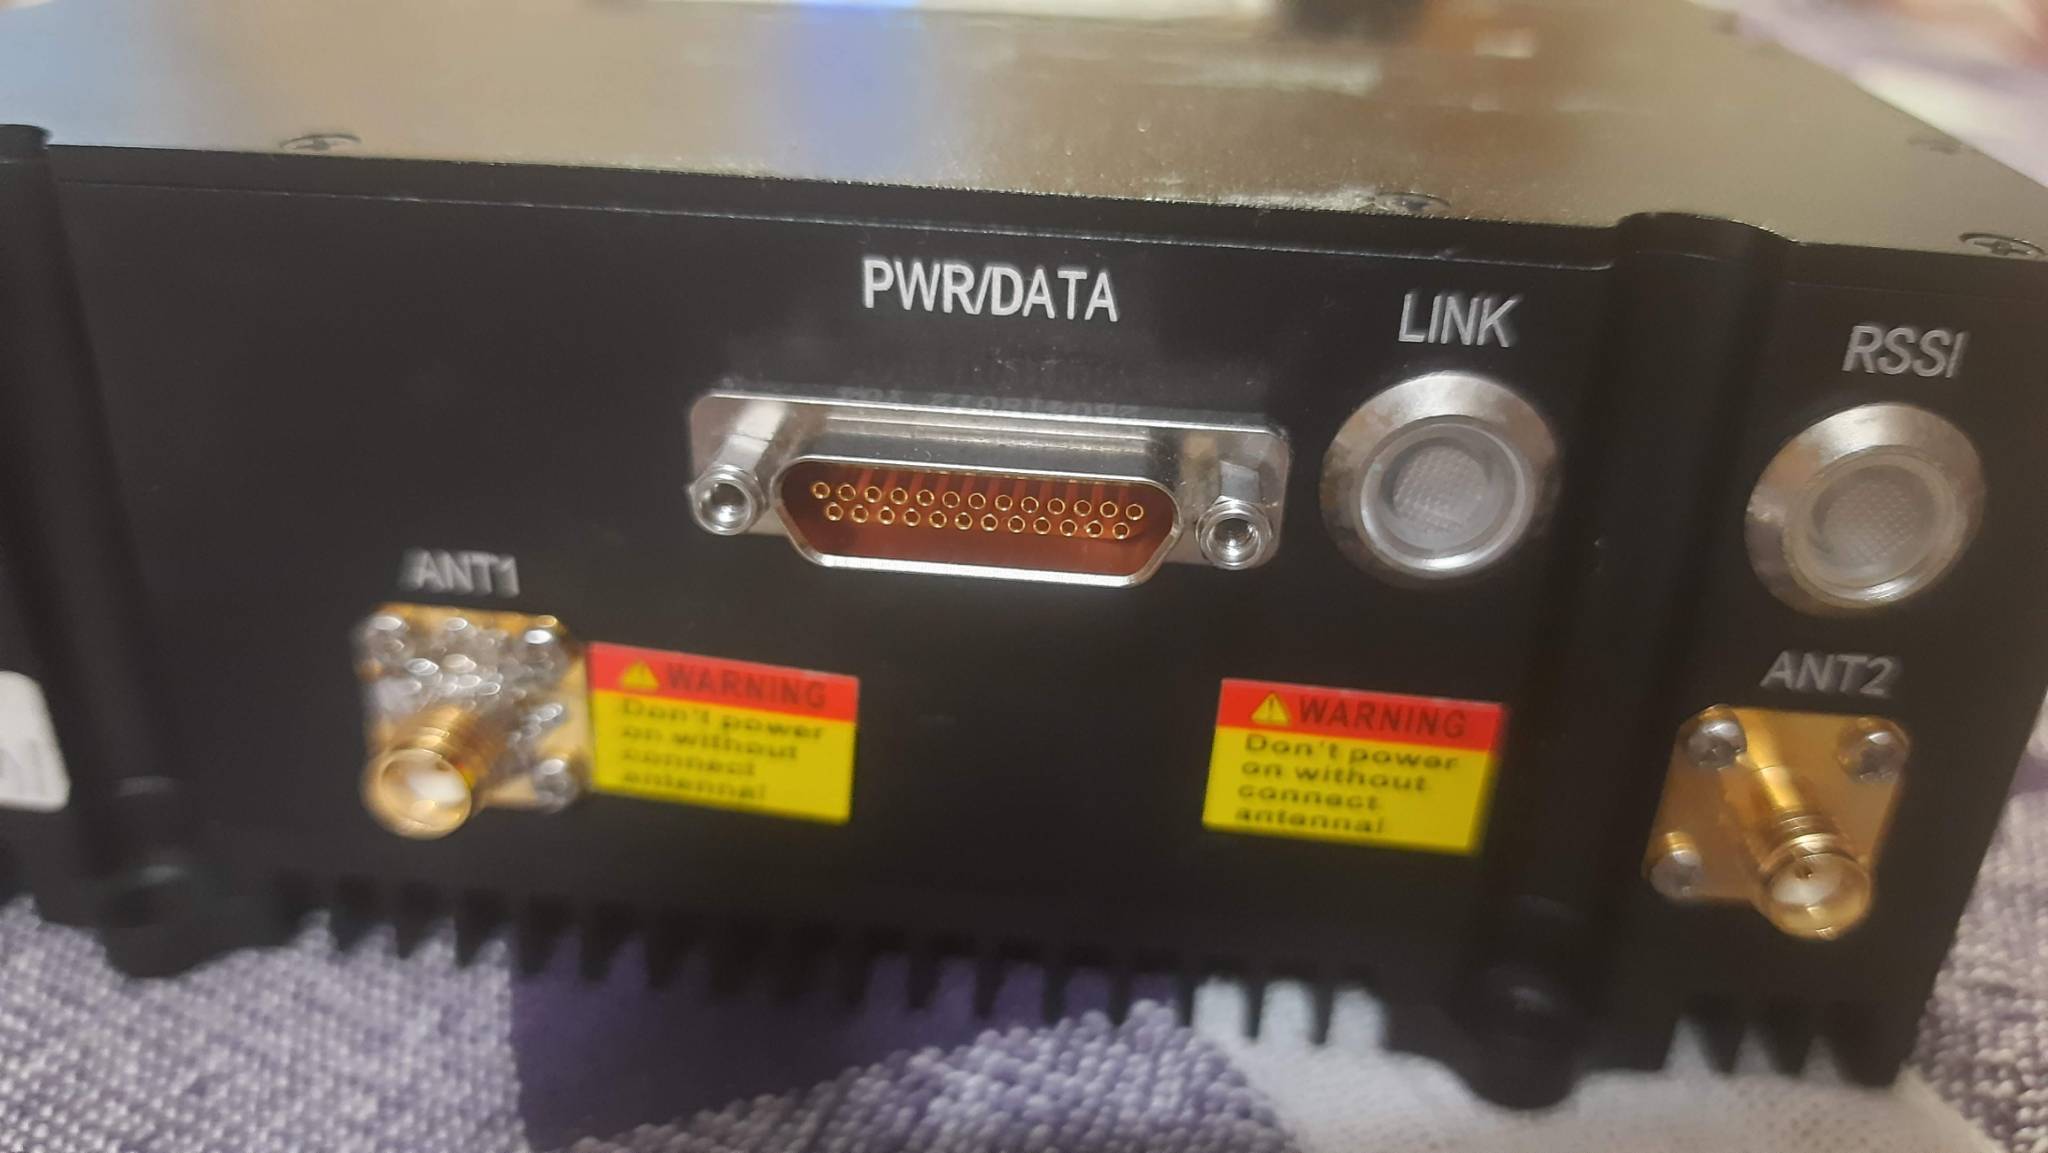 PWR/DATA
LINK
RSSI
ANT1
WARNING
Don't power
on without
connect
antenna!
WARNING
Don't power
on without
connect
antenna!
ANT2